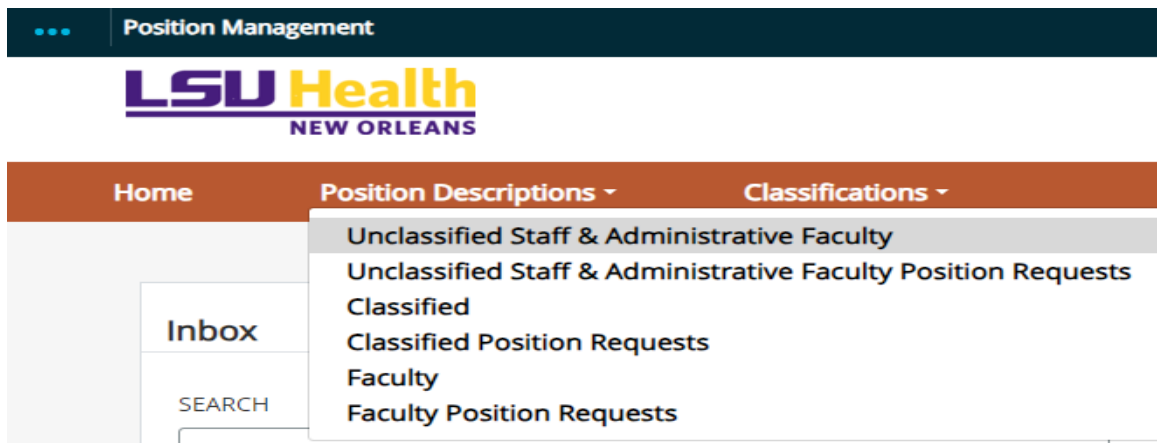 Position Management
LSU Health
NEW ORLEANS
Home Position Descriptions Classifications
Unclassified Staff & Administrative Faculty
Unclassified Staff & Administrative Faculty Position Requests
Classified
Classified Position Requests
Faculty
Faculty Position Requests
Inbox
SEARCH